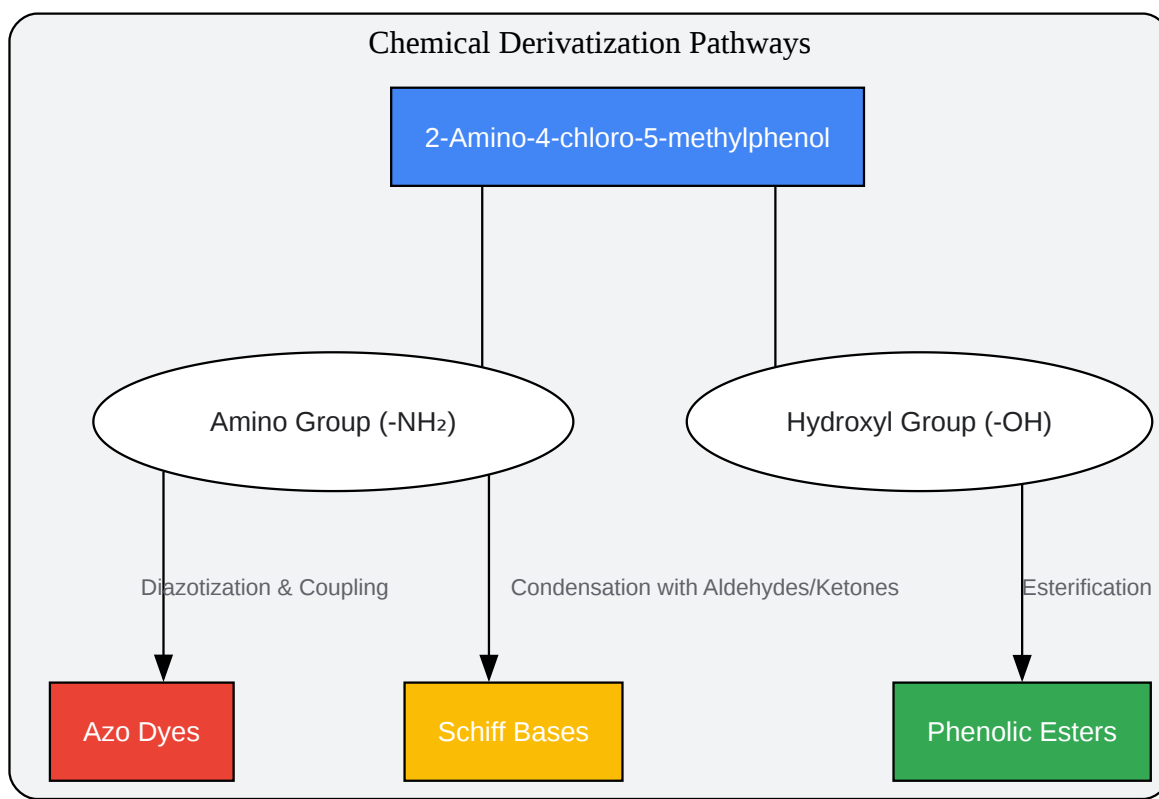 Chemical Derivatization Pathways
2-Amino-4-chloro-5-methylphenol
Amino Group (-NH₂)
Hydroxyl Group (-OH)
Diazotization & Coupling
Condensation with Aldehydes/Ketones
Esterification
Azo Dyes
Schiff Bases
Phenolic Esters